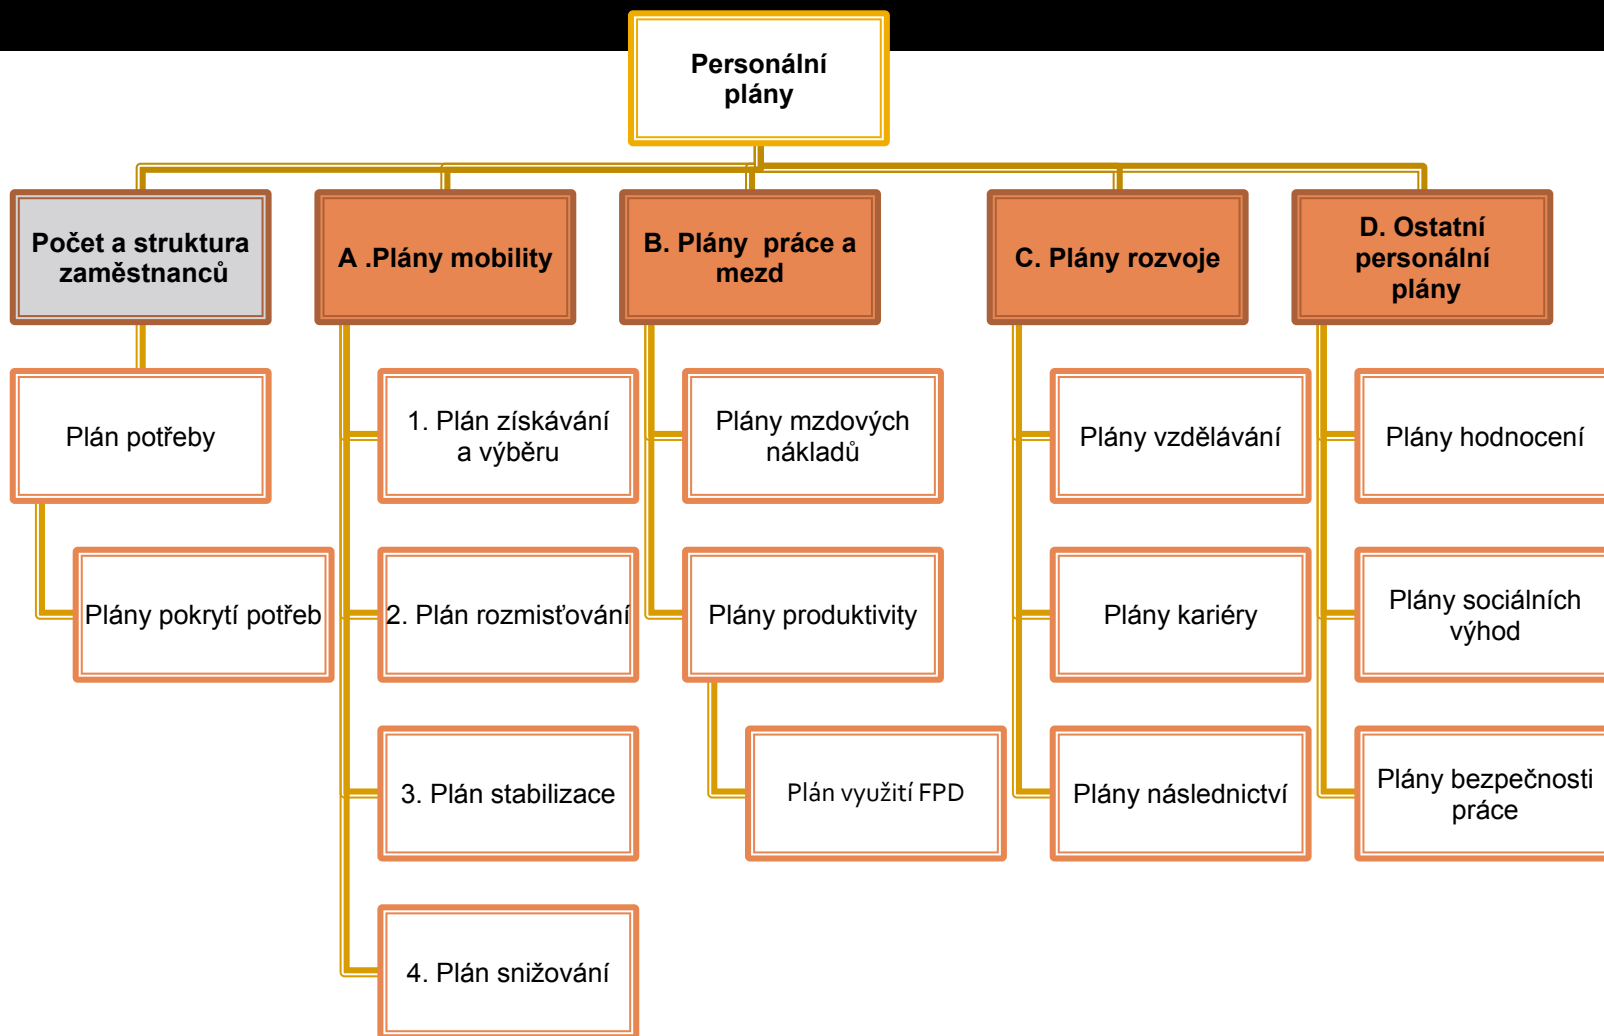 Personální
plány
Počet a struktura
zaměstnanců
A .Plány mobility
B. Plány  práce a
mezd
C. Plány rozvoje
D. Ostatní
personální
plány
Plán potřeby
1. Plán získávání
a výběru
Plány mzdových
nákladů
Plány vzdělávání
Plány hodnocení
Plány pokrytí potřeb
2. Plán rozmisťování
Plány produktivity
Plány kariéry
Plány sociálních
výhod
3. Plán stabilizace
Plán využití FPD
Plány následnictví
Plány bezpečnosti
práce
4. Plán snižování